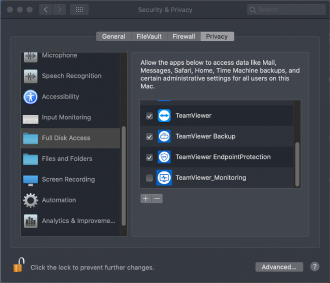 Security & Privacy
Search
General
FileVault
Firewall
Privacy
Microphone
Speech Recognition
Accessibility
Input Monitoring
Full Disk Access
Files and Folders
Screen Recording
Automation
Analytics & Improveme...
Allow the apps below to access data like Mail,
Messages, Safari, Home, Time Machine backups, and
certain administrative settings for all users on this
Mac.
TeamViewer
TeamViewer Backup
TeamViewer EndpointProtection
TeamViewer_Monitoring
+ −
Click the lock to prevent further changes.
Advanced...
?